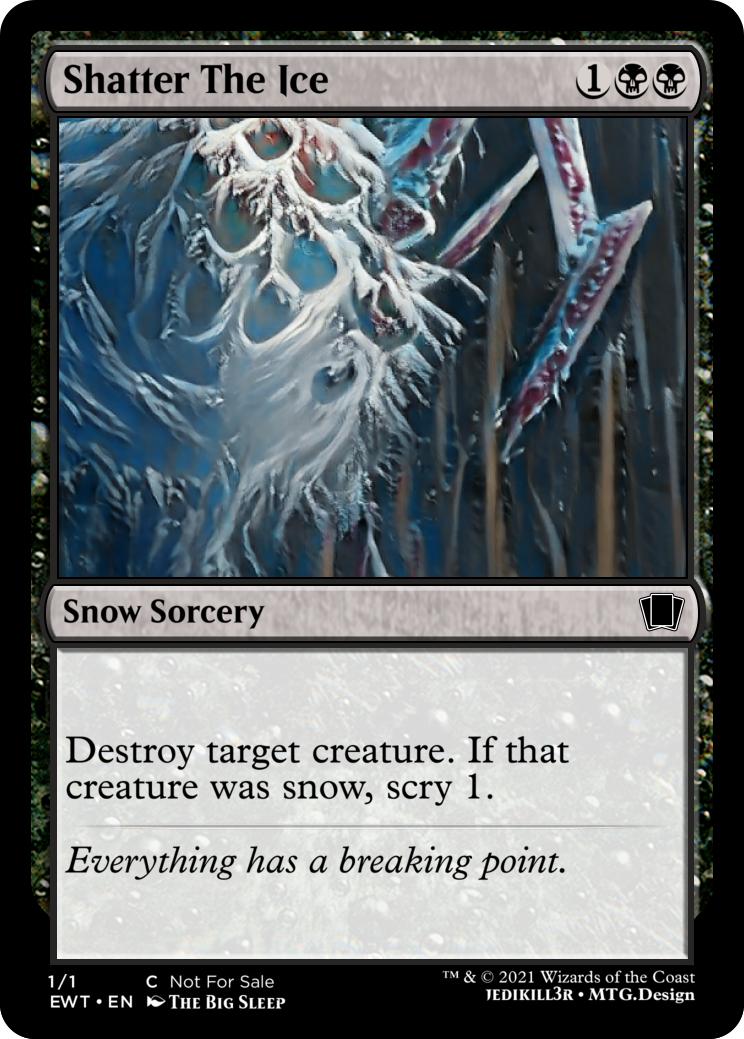 Shatter The Ice 1
Snow Sorcery
Destroy target creature. If that
creature was snow, scry 1.
Everything has a breaking point.
1/1 C Not For Sale ™ & © 2021 Wizards of the Coast
EWT • EN The Big Sleep JEDIKILL3R • MTG.Design